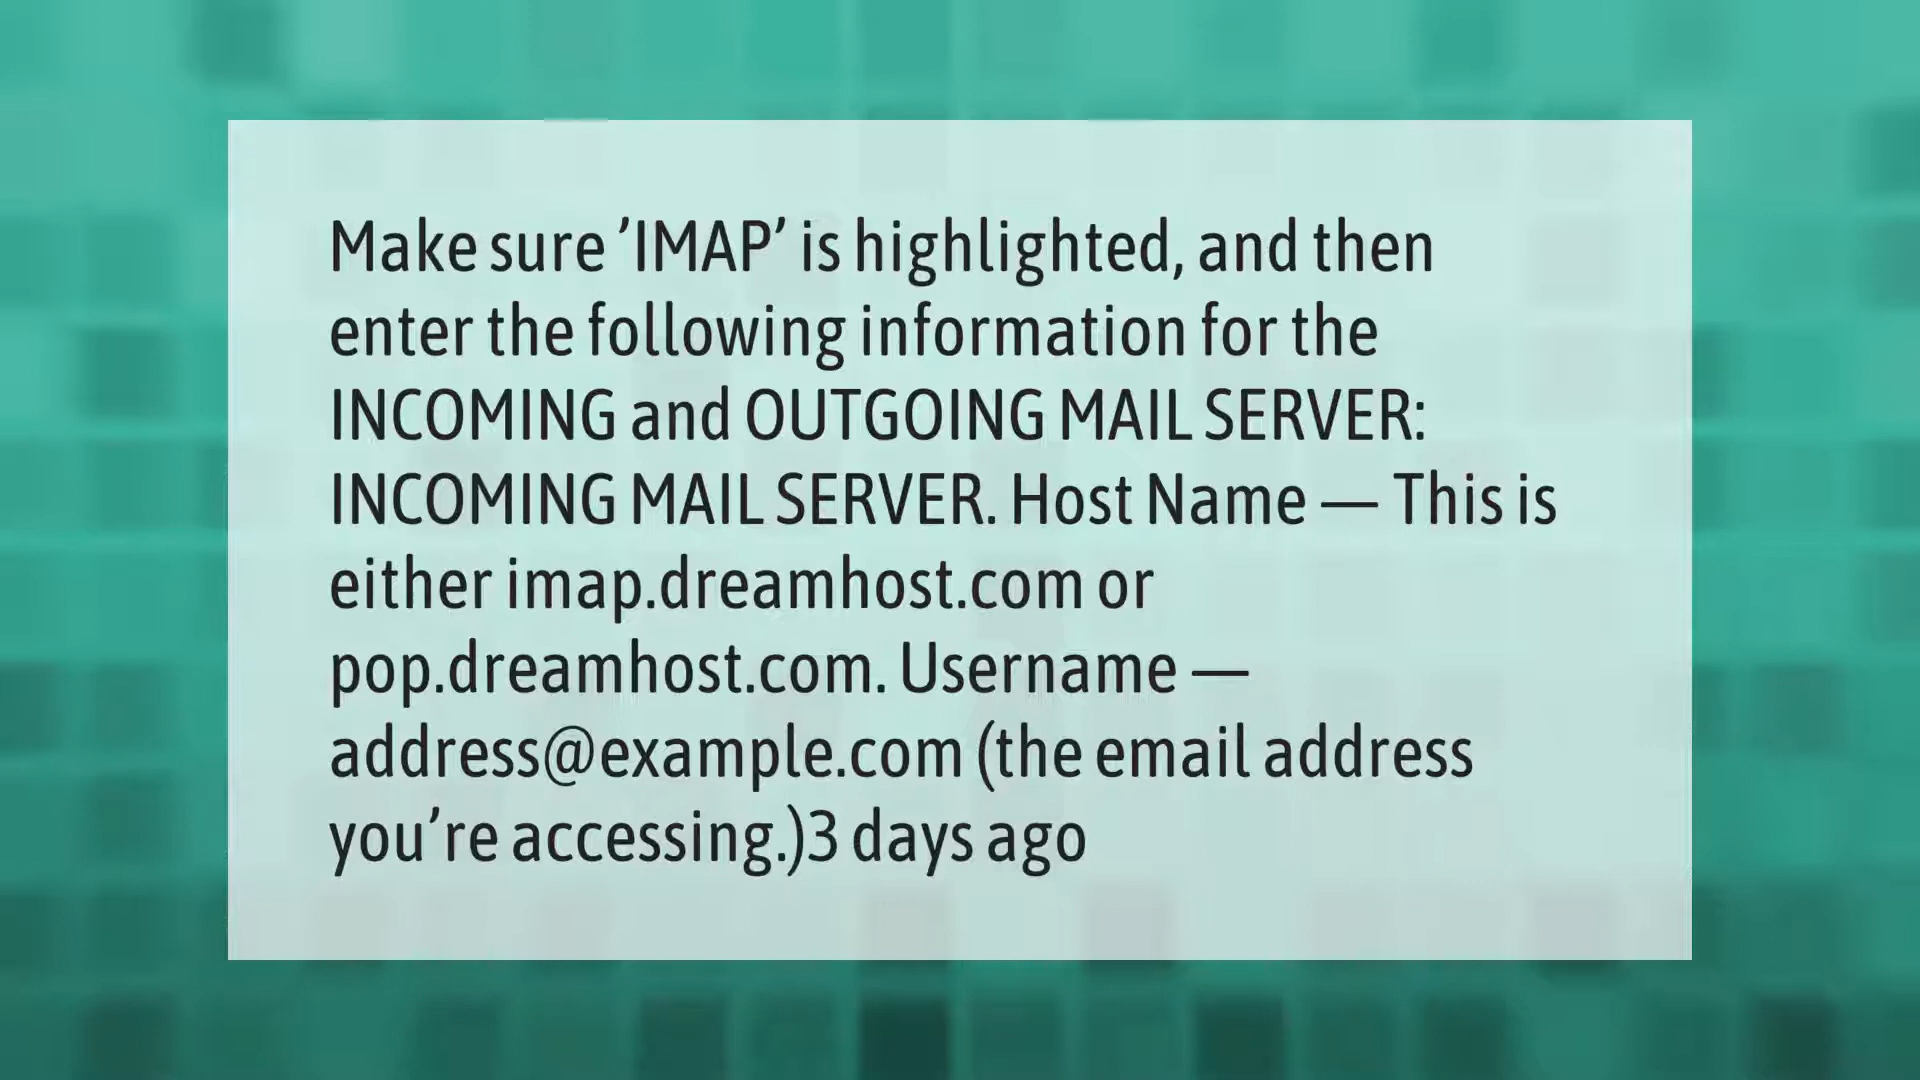 Make sure ’IMAP’ is highlighted, and then
enter the following information for the
INCOMING and OUTGOING MAIL SERVER:
INCOMING MAIL SERVER. Host Name — This is
either imap.dreamhost.com or
pop.dreamhost.com. Username —
address@example.com (the email address
you’re accessing.)3 days ago